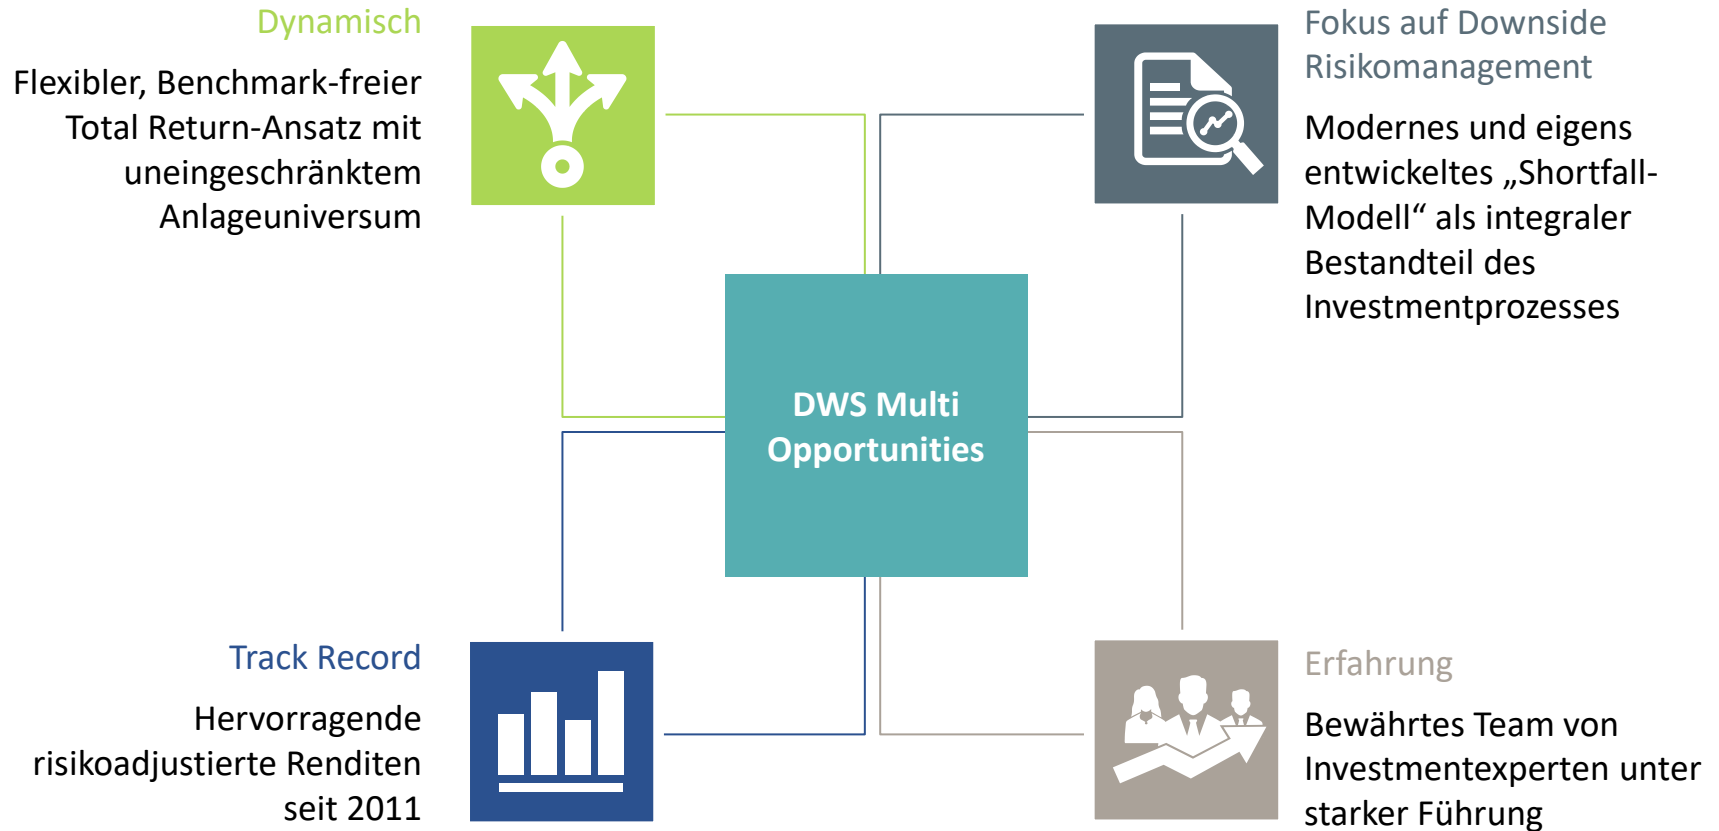 Dynamisch
Flexibler, Benchmark-freier
Total Return-Ansatz mit
uneingeschränktem
Anlageuniversum
Fokus auf Downside
Risikomanagement
Modernes und eigens
entwickeltes „Shortfall-
Modell“ als integraler
Bestandteil des
Investmentprozesses
DWS Multi
Opportunities
Track Record
Hervorragende
risikoadjustierte Renditen
seit 2011
Erfahrung
Bewährtes Team von
Investmentexperten unter
starker Führung